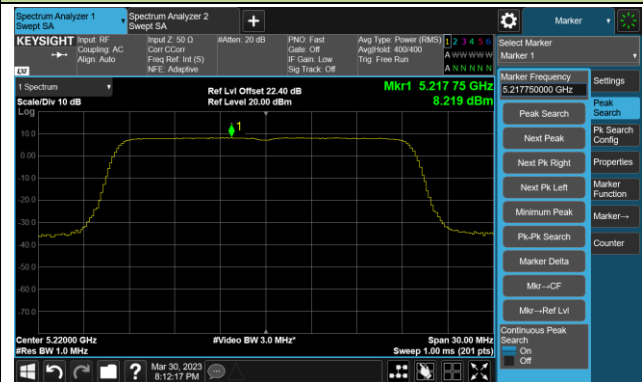 Spectrum Analyzer 1
Swept SA
Spectrum Analyzer 2
Swept SA
+
Marker
KEYSIGHT
Input: RF
Coupling: AC
Align: Auto
Input Z: 50 Ω
Corr CCorr
Freq Ref: Int (S)
NFE: Adaptive
#Atten: 20 dB
PNO: Fast
Gate: Off
IF Gain: Low
Sig Track: Off
Avg Type: Power (RMS)
Avg|Hold: 400/400
Trig: Free Run
1 2 3 4 5 6
A W W W W W
A N N N N N
LXI
Select Marker
Marker 1
1 Spectrum
Scale/Div 10 dB
Log
Ref Lvl Offset 22.40 dB
Ref Level 20.00 dBm
Mkr1 5.217 75 GHz
8.219 dBm
1
10.0
0.00
-10.0
-20.0
-30.0
-40.0
-50.0
-60.0
-70.0
Center 5.22000 GHz
#Res BW 1.0 MHz
#Video BW 3.0 MHz*
Span 30.00 MHz
Sweep 1.00 ms (201 pts)
Marker Frequency
5.217750000 GHz
Peak Search
Next Peak
Next Pk Right
Next Pk Left
Minimum Peak
Pk-Pk Search
Marker Delta
Mkr→CF
Mkr→Ref Lvl
Continuous Peak
Search
On
Off
Settings
Peak
Search
Pk Search
Config
Properties
Marker
Function
Marker→
Counter
?
Mar 30, 2023
8:12:17 PM